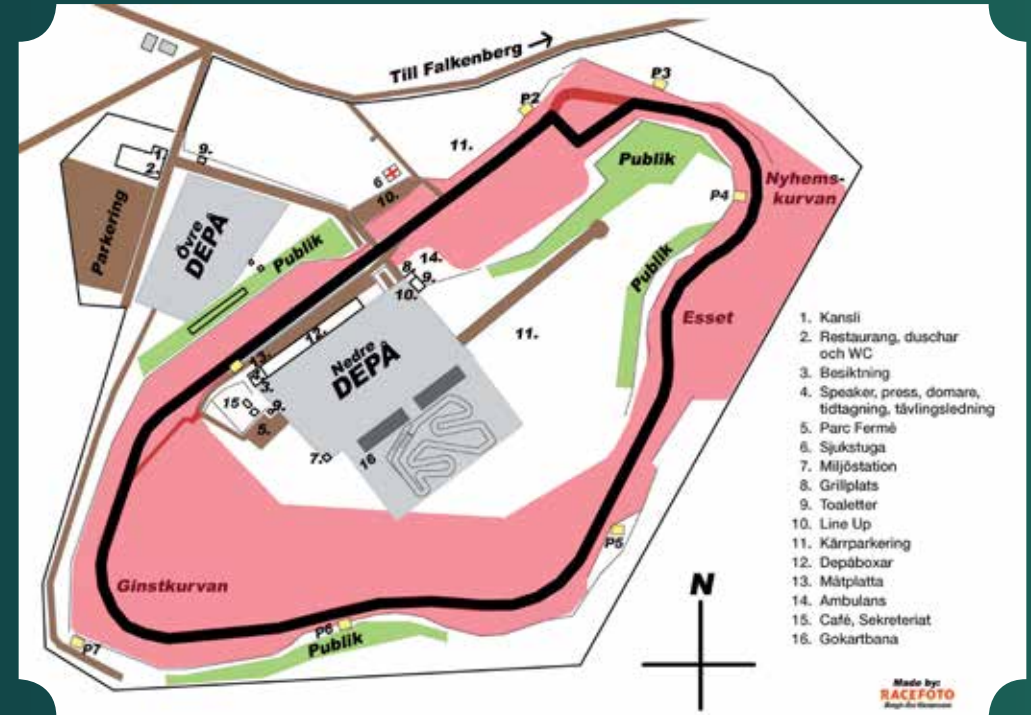 Till Falkenberg
P2
P3
11.
Publik
P4
Nyhems-
kurvan
1.
2.
9.
6
10.
Parkering
Övre
DEPÅ
Publik
14.
8.
9.
10.
Publik
Esset
12.
11.
13.
Nedre
DEPÅ
15
9.
5.
7.
16
P5
Ginstkurvan
P6
Publik
P7
N
1. Kansli
2. Restaurang, duschar
och WC
3. Besiktning
4. Speaker, press, domare,
tidtagning, tävlingsledning
5. Parc Fermé
6. Sjukstuga
7. Miljöstation
8. Grillplats
9. Toaletter
10. Line Up
11. Kärrparkering
12. Depåboxar
13. Mätplatta
14. Ambulans
15. Café, Sekreteriat
16. Gokartbana
Made by:
RACEFOTO